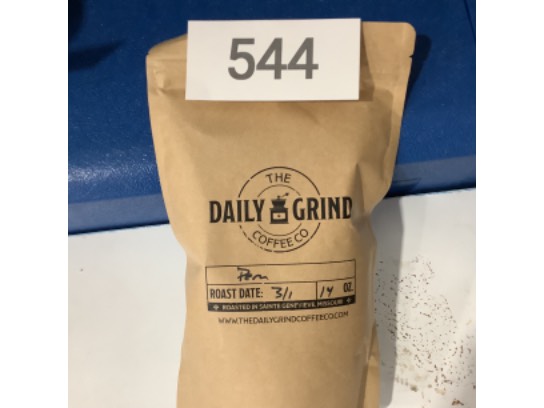 544
THE
DAILY GRIND
COFFEE CO
Peru
ROAST DATE: 3/1 14 OZ.
ROASTED IN SAINTE GENEVIEVE, MISSOURI
WWW.THEDAILYGRINDCOFFEECO.COM